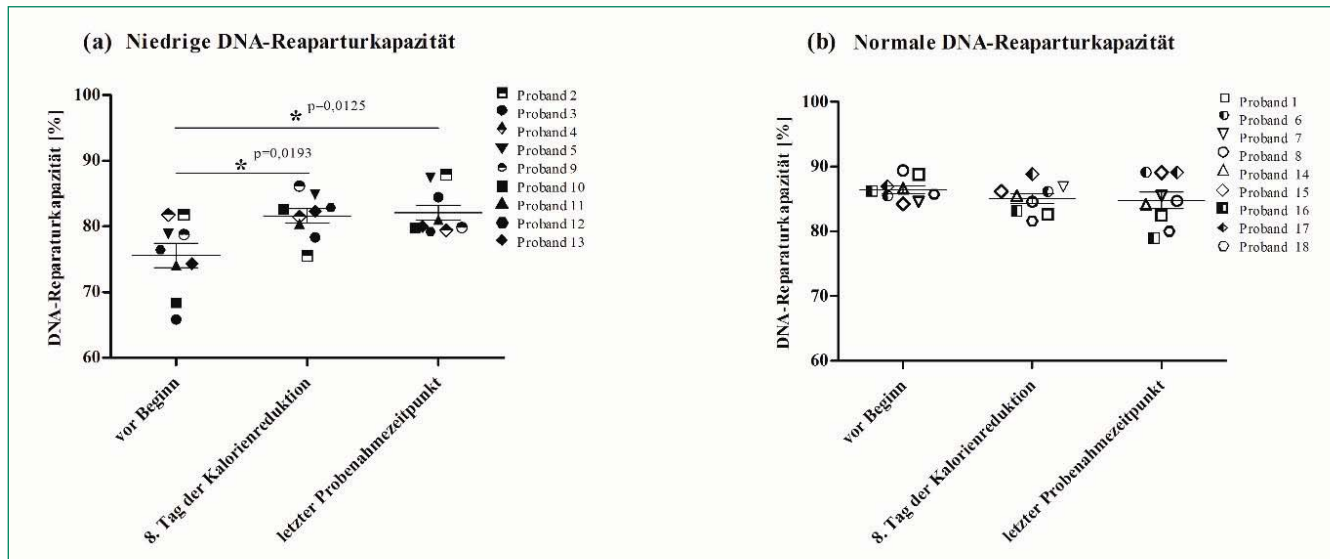 (a) Niedrige DNA-Reaparturkapazität
DNA-Reparaturkapazität [%]
100
90
80
70
60
* p=0,0125
* p=0,0193
Proband 2
Proband 3
Proband 4
Proband 5
Proband 9
Proband 10
Proband 11
Proband 12
Proband 13
vor Beginn
8. Tag der Kalorienreduktion
letzter Probenahmezeitpunkt
(b) Normale DNA-Reaparturkapazität
DNA-Reparaturkapazität [%]
100
90
80
70
60
Proband 1
Proband 6
Proband 7
Proband 8
Proband 14
Proband 15
Proband 16
Proband 17
Proband 18
vor Beginn
8. Tag der Kalorienreduktion
letzter Probenahmezeitpunkt